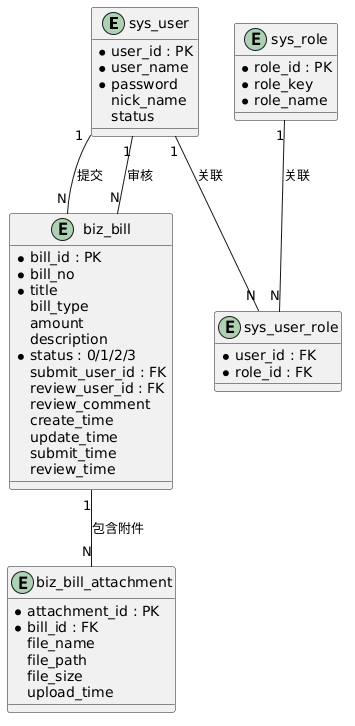 E sys_user
* user_id : PK
* user_name
* password
nick_name
status
E sys_role
* role_id : PK
* role_key
* role_name
1
1
1
1
提交
审核
关联
关联
N
N
N
N
E biz_bill
* bill_id : PK
* bill_no
* title
bill_type
amount
description
* status : 0/1/2/3
submit_user_id : FK
review_user_id : FK
review_comment
create_time
update_time
submit_time
review_time
E sys_user_role
* user_id : FK
* role_id : FK
1
包含附件
N
E biz_bill_attachment
* attachment_id : PK
* bill_id : FK
file_name
file_path
file_size
upload_time